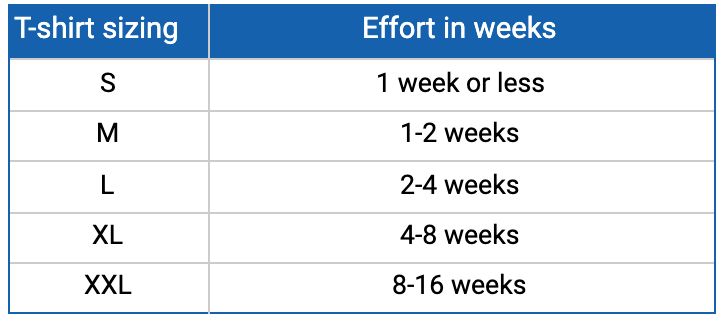 T-shirt sizing Effort in weeks
S 1 week or less
M 1-2 weeks
L 2-4 weeks
XL 4-8 weeks
XXL 8-16 weeks